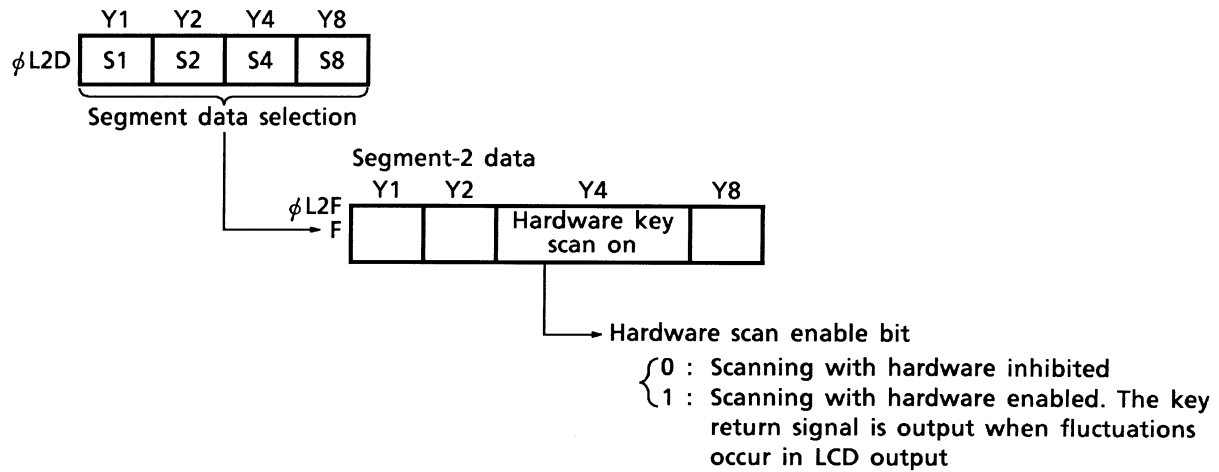 Y1 Y2 Y4 Y8
ϕL2D S1 S2 S4 S8
Segment data selection
Segment-2 data
Y1 Y2 Y4 Y8
ϕL2F
F
Hardware key
scan on
Hardware scan enable bit
0 : Scanning with hardware inhibited
1 : Scanning with hardware enabled. The key
return signal is output when fluctuations
occur in LCD output